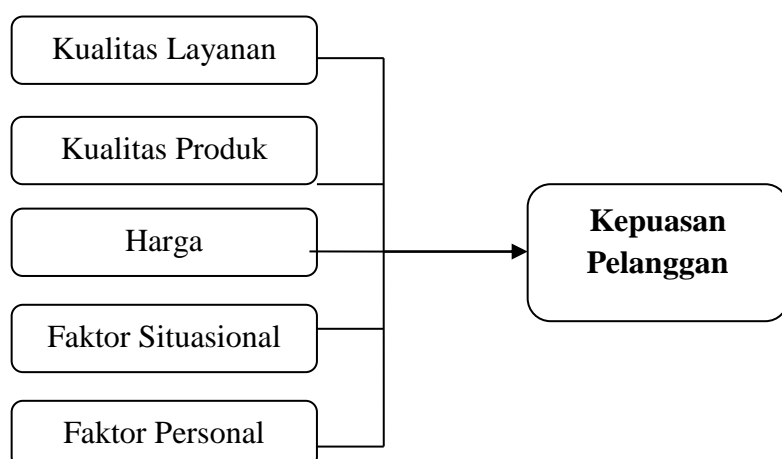 Kualitas Layanan
Kualitas Produk
Harga
Faktor Situasional
Faktor Personal
Kepuasan
Pelanggan